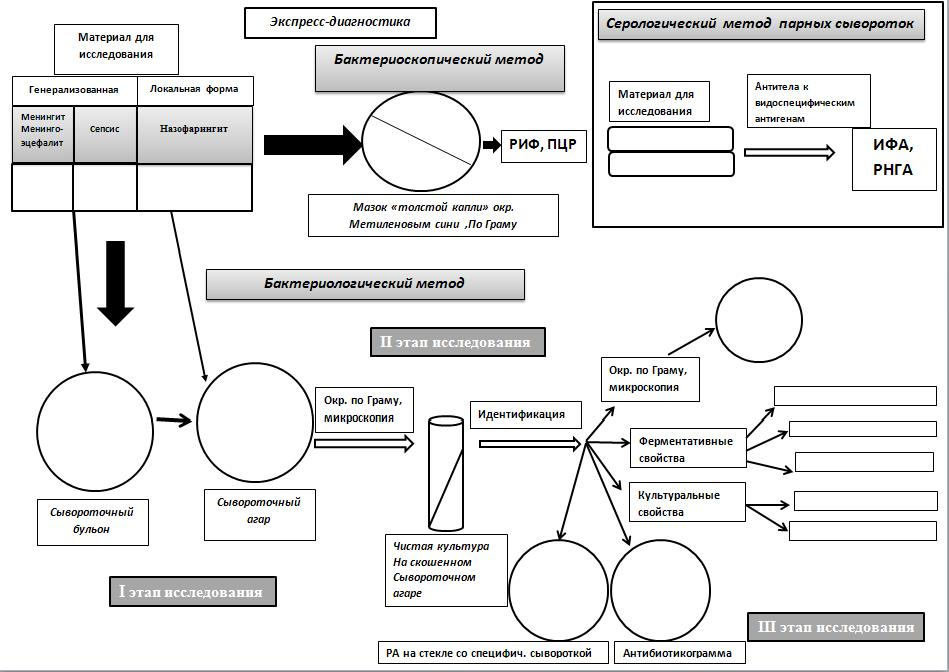 Экспресс-диагностика
Серологический метод парных сывороток
Материал для
исследования
Бактериоскопический метод
Генерализованная
Локальная форма
Менингит
Менинго-
эцефалит
Сепсис
Назофарингит
РИФ, ПЦР
Материал для
исследования
Антитела к
видоспецифическим
антигенам
ИФА,
РНГА
Мазок «толстой капли» окр.
Метиленовым сини ,По Граму
Бактериологический метод
II этап исследования
Окр. по Граму,
микроскопия
Окр. по Граму,
микроскопия
Идентификация
Ферментативные
свойства
Культуральные
свойства
Сывороточный
бульон
Сывороточный
агар
Чистая культура
На скошенном
Сывороточном
агаре
I этап исследования
III этап исследования
РА на стекле со специфич. сывороткой
Антибиотикограмма